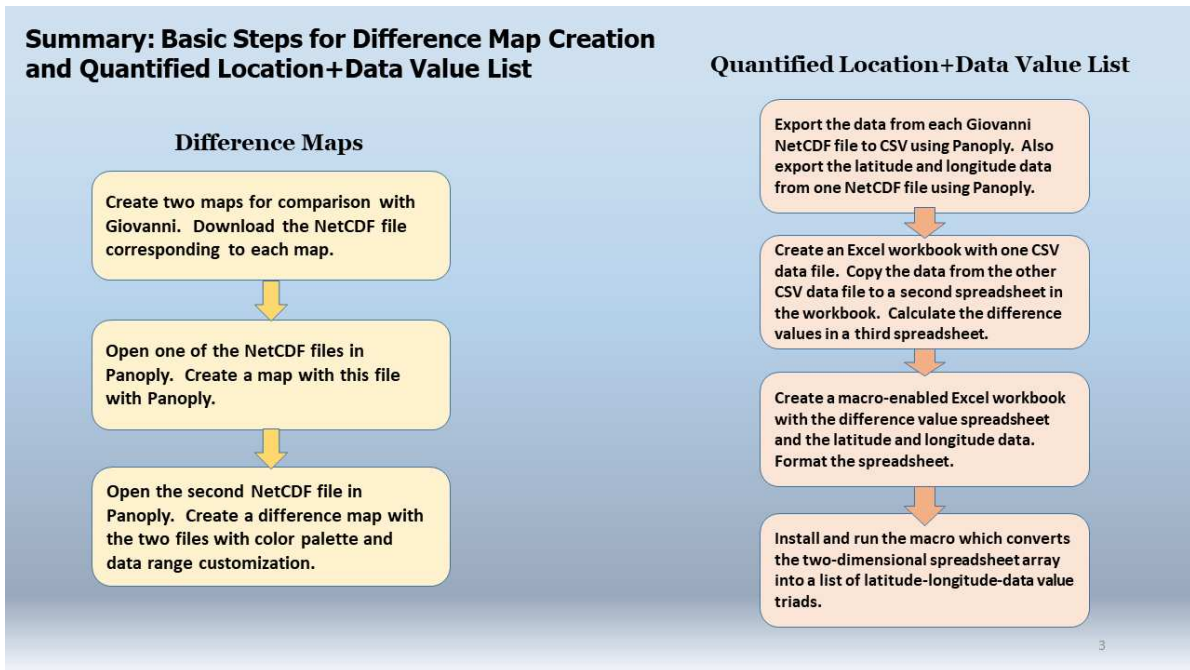 Summary: Basic Steps for Difference Map Creation
and Quantified Location+Data Value List
Difference Maps
Create two maps for comparison with
Giovanni. Download the NetCDF file
corresponding to each map.
Open one of the NetCDF files in
Panoply. Create a map with this file
with Panoply.
Open the second NetCDF file in
Panoply. Create a difference map with
the two files with color palette and
data range customization.
Quantified Location+Data Value List
Export the data from each Giovanni
NetCDF file to CSV using Panoply. Also
export the latitude and longitude data
from one NetCDF file using Panoply.
Create an Excel workbook with one CSV
data file. Copy the data from the other
CSV data file to a second spreadsheet in
the workbook. Calculate the difference
values in a third spreadsheet.
Create a macro-enabled Excel workbook
with the difference value spreadsheet
and the latitude and longitude data.
Format the spreadsheet.
Install and run the macro which converts
the two-dimensional spreadsheet array
into a list of latitude-longitude-data value
triads.
3